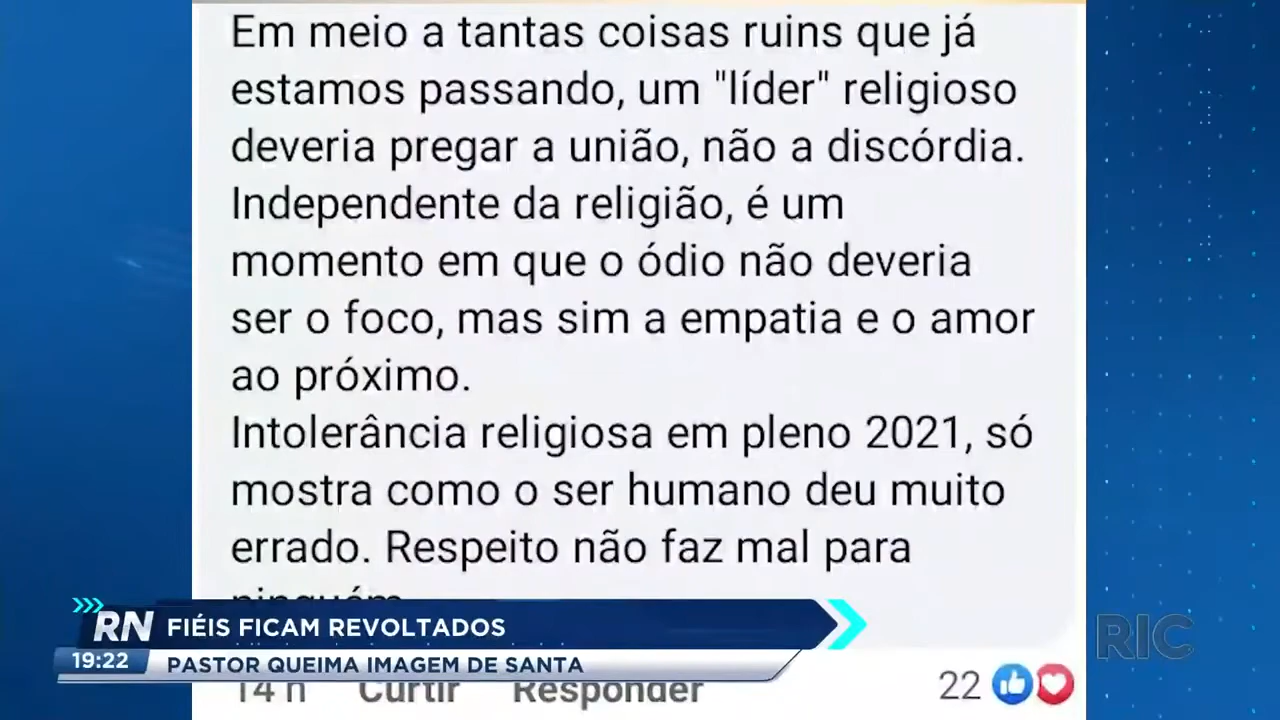 Em meio a tantas coisas ruins que já
estamos passando, um "líder" religioso
deveria pregar a união, não a discórdia.
Independente da religião, é um
momento em que o ódio não deveria
ser o foco, mas sim a empatia e o amor
ao próximo.
Intolerância religiosa em pleno 2021, só
mostra como o ser humano deu muito
errado. Respeito não faz mal para
ninguém
RN FIÉIS FICAM REVOLTADOS
19:22 PASTOR QUEIMA IMAGEM DE SANTA
RIC
14 h Curtir Responder 22